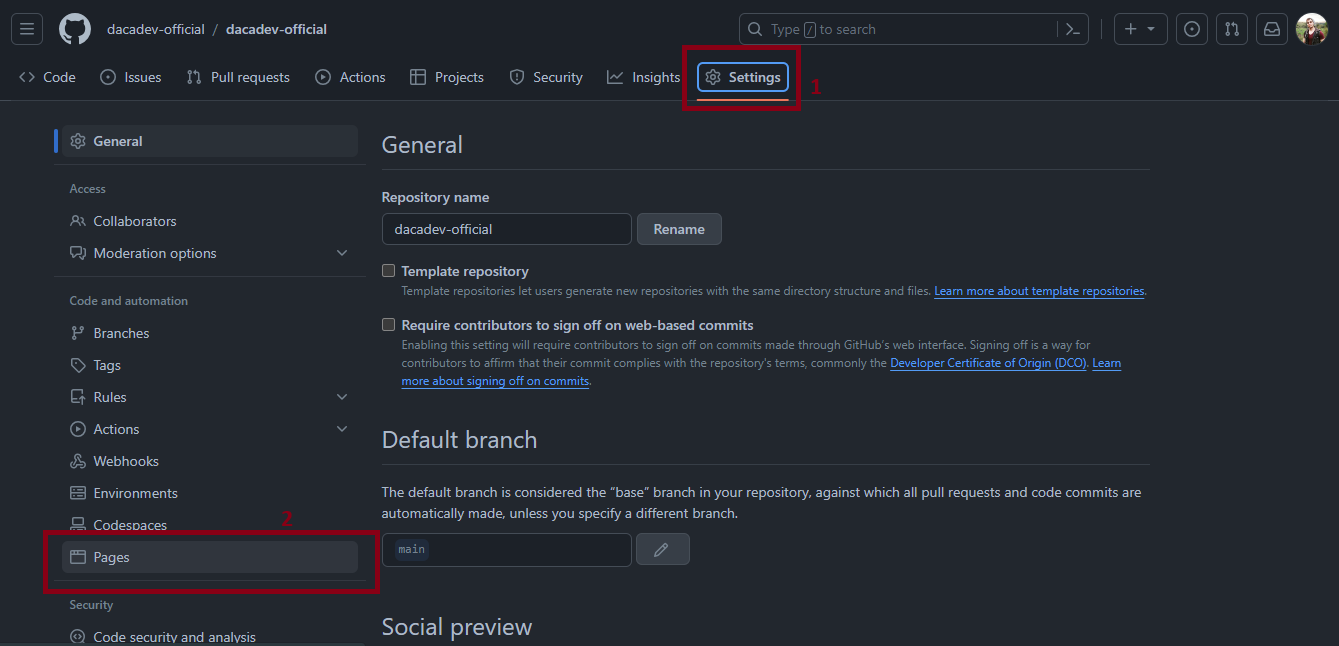 dacadev-official / dacadev-official
Type / to search
Code Issues Pull requests Actions Projects Security Insights Settings 1
General
Access
Collaborators
Moderation options
Code and automation
Branches
Tags
Rules
Actions
Webhooks
Environments
Codespaces
2
Pages
Security
Code security and analysis
General
Repository name
dacadev-official Rename
Template repository
Template repositories let users generate new repositories with the same directory structure and files. Learn more about template repositories.
Require contributors to sign off on web-based commits
Enabling this setting will require contributors to sign off on commits made through GitHub's web interface. Signing off is a way for
contributors to affirm that their commit complies with the repository's terms, commonly the Developer Certificate of Origin (DCO). Learn
more about signing off on commits.
Default branch
The default branch is considered the “base” branch in your repository, against which all pull requests and code commits are
automatically made, unless you specify a different branch.
main
Social preview